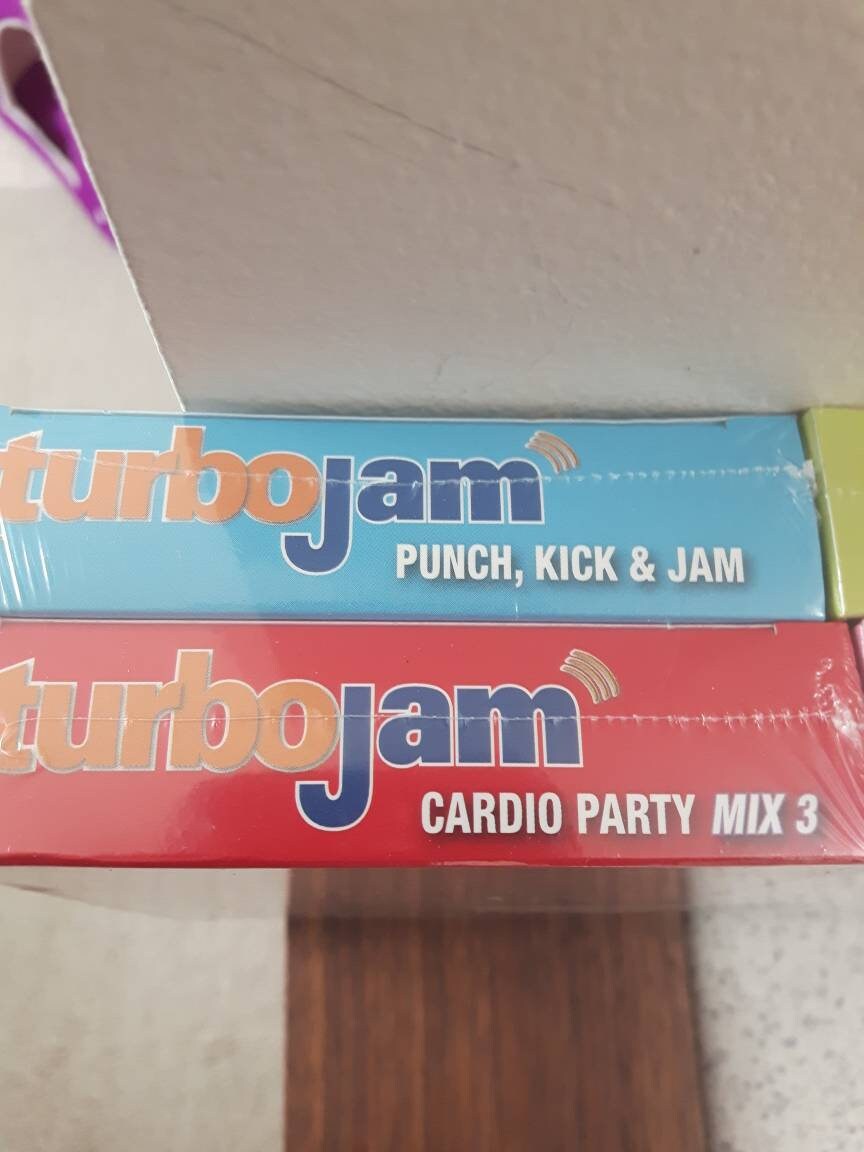 turbojam
PUNCH, KICK & JAM
turbojam
CARDIO PARTY MIX 3